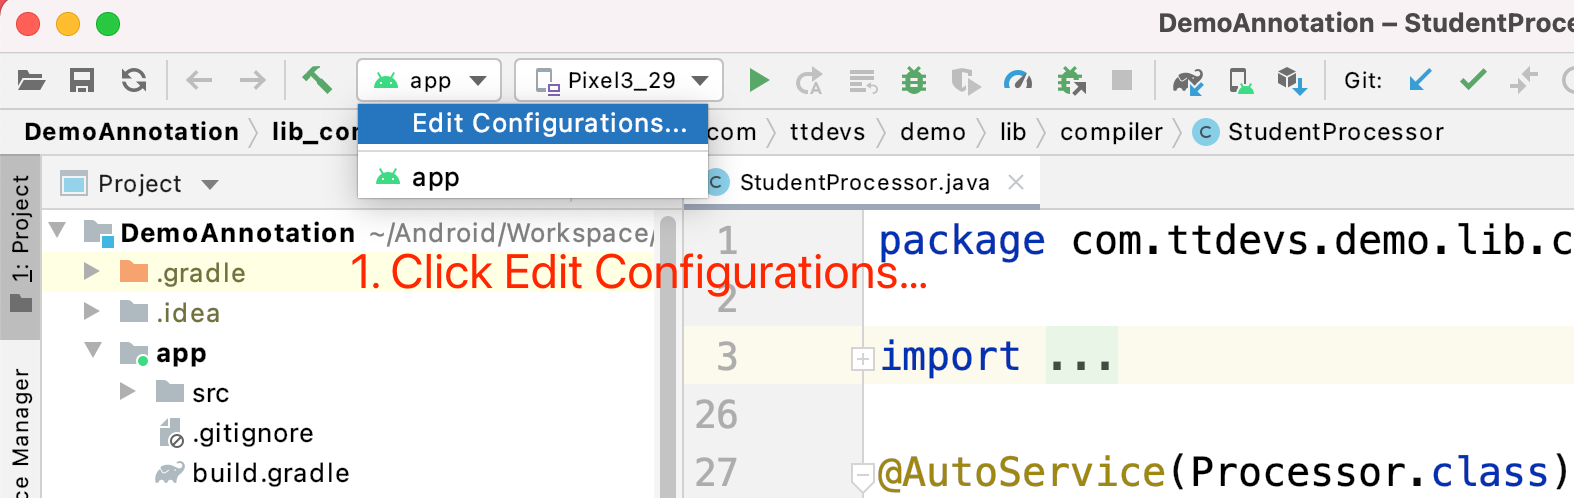 DemoAnnotation – StudentProce
app
Pixel3_29
Git:
Edit Configurations...
app
DemoAnnotation
lib_con
com
ttdevs
demo
lib
compiler
C
StudentProcessor
1: Project
Project
C
StudentProcessor.java
DemoAnnotation ~/Android/Workspace/
.gradle
.idea
app
src
.gitignore
build.gradle
ce Manager
1. Click Edit Configurations...
1 package com.ttdevs.demo.lib.c
2
3 import ...
26
27 @AutoService(Processor.class)